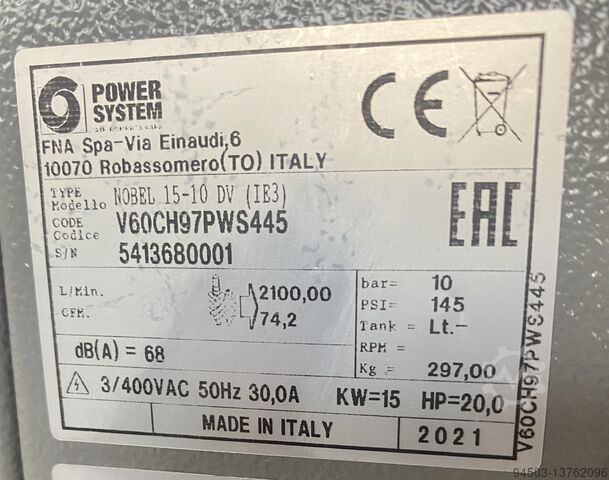 POWER
SYSTEM
CE
FNA Spa-Via Einaudi,6
10070 Robassomero(TO) ITALY
TYPE
Modello NOBEL 15-10 DV (IE3)
CODE
Codice V60CH97PWS445
S/N 5413680001
EAC
L/Min. 2100,00
CFM. 74,2
dB(A) = 68
bar= 10
PSI= 145
Tank = Lt.-
RPM = -
Kg = 297,00
3/400VAC 50Hz 30,0A KW=15 HP=20,0
MADE IN ITALY 2021
V60CH97PWS445
94503-13762096